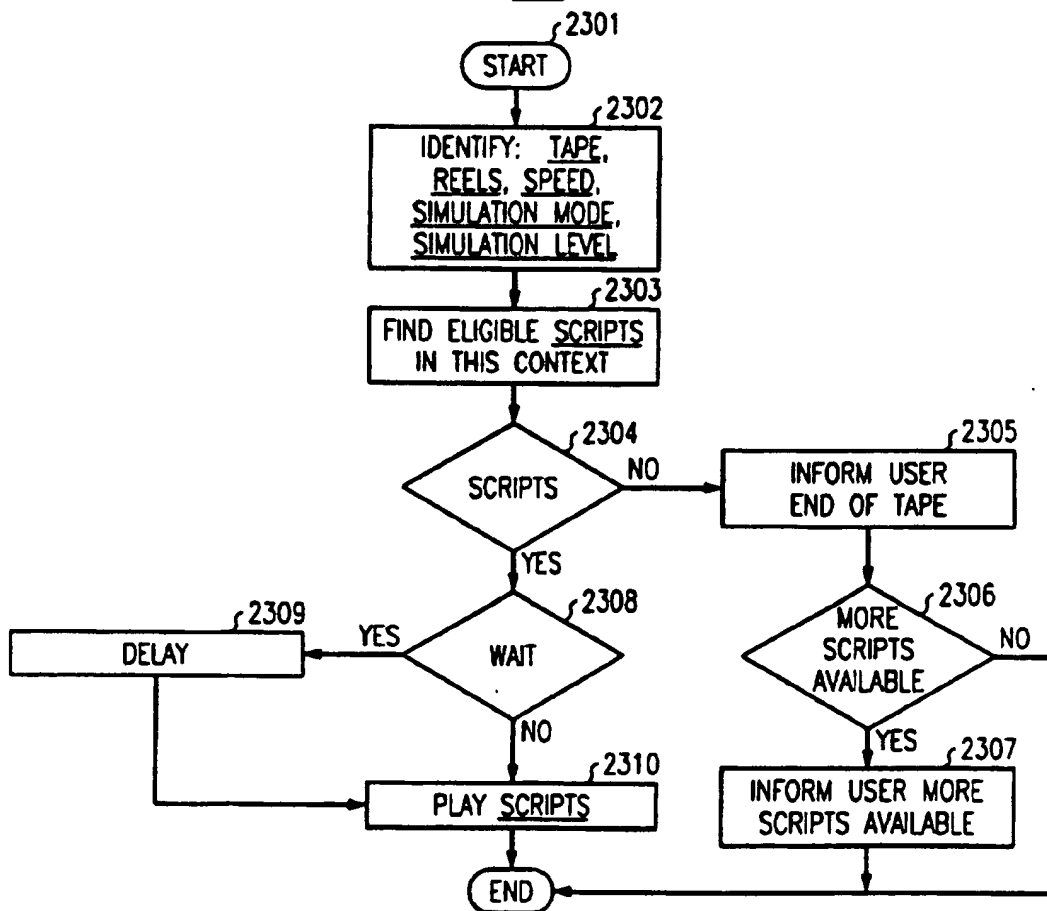 2301
START
2302
IDENTIFY: TAPE,
REELS, SPEED,
SIMULATION MODE,
SIMULATION LEVEL
2303
FIND ELIGIBLE SCRIPTS
IN THIS CONTEXT
2304
SCRIPTS
NO
YES
2305
INFORM USER
END OF TAPE
2306
MORE
SCRIPTS
AVAILABLE
NO
YES
2307
INFORM USER MORE
SCRIPTS AVAILABLE
2308
WAIT
YES
NO
2309
DELAY
2310
PLAY SCRIPTS
END